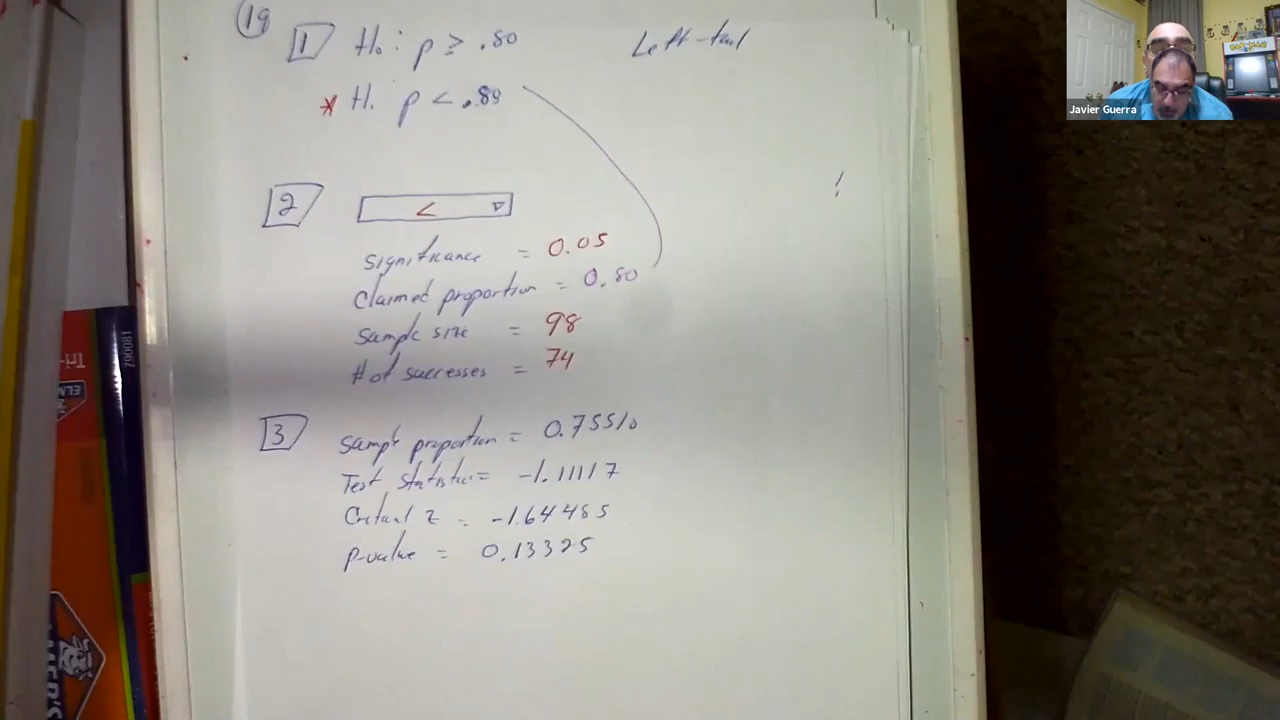 19
1 H₀: p ≥ .80 Left-tail
* H₁ p < .80
2 <
significance = 0.05
claimed proportion = 0.80
sample size = 98
# of successes = 74
3 sample proportion = 0.75510
Test Statistic = -1.11117
Critical z = -1.64485
p-value = 0.13325
Javier Guerra